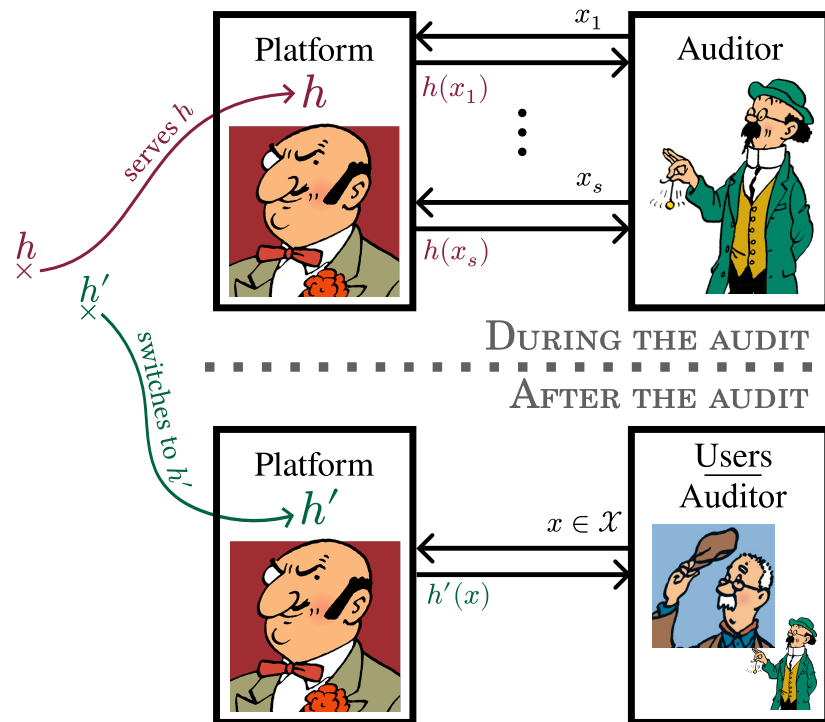 Platform
h
x₁
h(x₁)
⋮
xₛ
h(xₛ)
Auditor
serves h
h
×
h′
×
switches to h′
DURING THE AUDIT
AFTER THE AUDIT
Platform
h′
x ∈ 𝒳
h′(x)
Users
Auditor